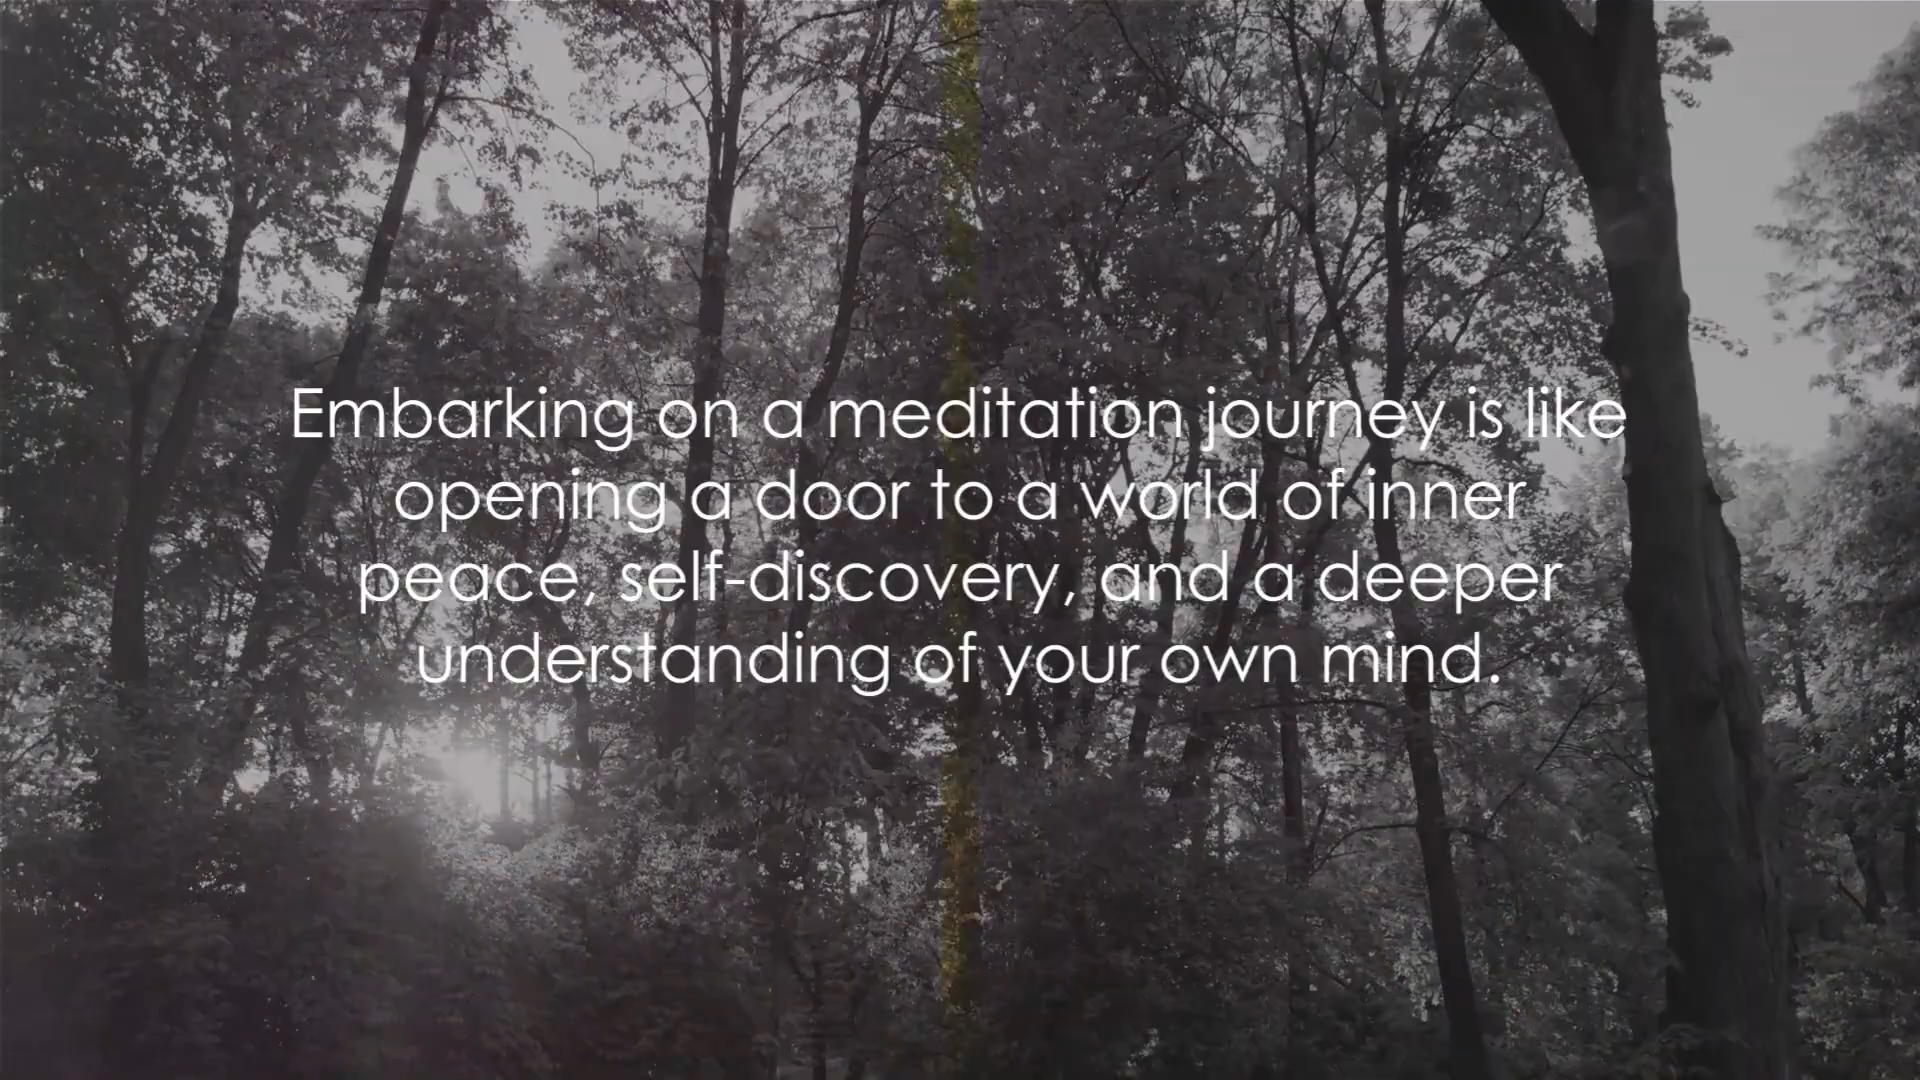 Embarking on a meditation journey is like
opening a door to a world of inner
peace, self-discovery, and a deeper
understanding of your own mind.